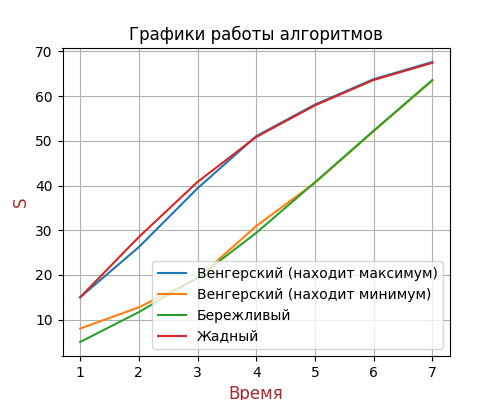 Графики работы алгоритмов
70
60
50
40
30
20
10
S
1 2 3 4 5 6 7
Время
Венгерский (находит максимум)
Венгерский (находит минимум)
Бережливый
Жадный